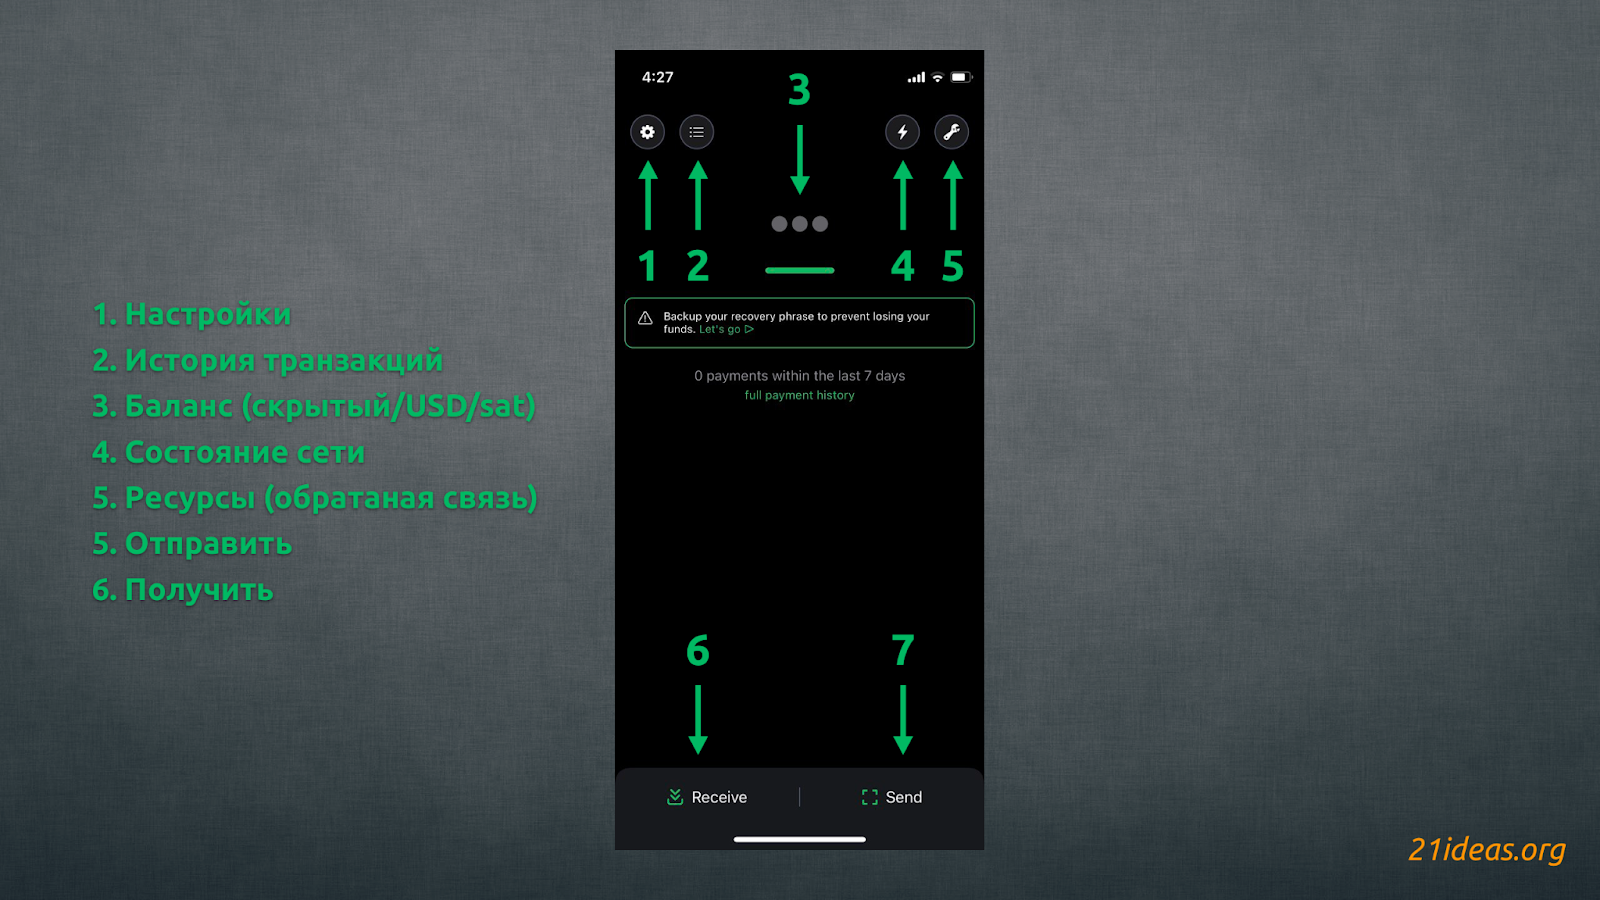 4:27
3
1 2 4 5
1. Настройки
2. История транзакций
3. Баланс (скрытый/USD/sat)
4. Состояние сети
5. Ресурсы (обратаная связь)
5. Отправить
6. Получить
Backup your recovery phrase to prevent losing your
funds. Let's go
0 payments within the last 7 days
full payment history
6 7
Receive | Send
21ideas.org